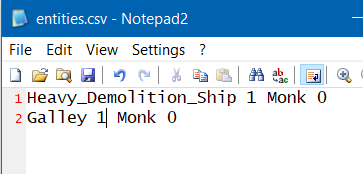 entities.csv - Notepad2
File Edit View Settings ?
1 Heavy_Demolition_Ship 1 Monk 0
2 Galley 1 Monk 0